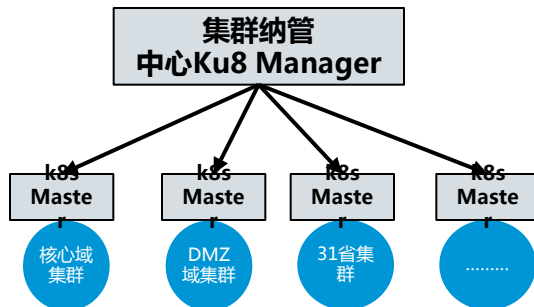 集群纳管
中心Ku8 Manager
k8s
Maste
r
k8s
Maste
r
k8s
Maste
r
k8s
Maste
r
核心域
集群
DMZ
域集群
31省集
群
.........